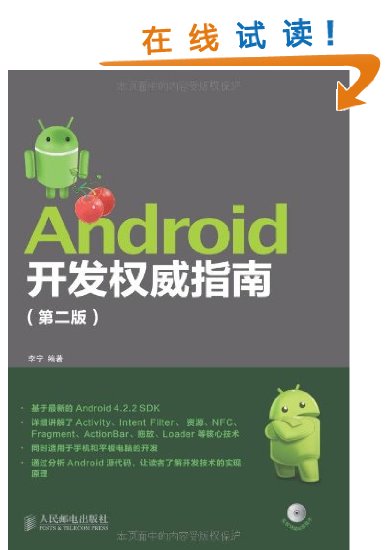 在线试读!
本页面中的内容受版权保护
Android
开发权威指南
(第二版)
李宁 编著
· 基于最新的 Android 4.2.2 SDK
· 详细讲解了 Activity、Intent Filter、资源、NFC、
Fragment、ActionBar、拖放、Loader 等核心技术
· 同时适用于手机和平板电脑的开发
· 通过分析 Android 源代码，让读者了解开发技术的实现
原理
人民邮电出版社
POSTS & TELECOM PRESS
本页面中的内容受版权保护